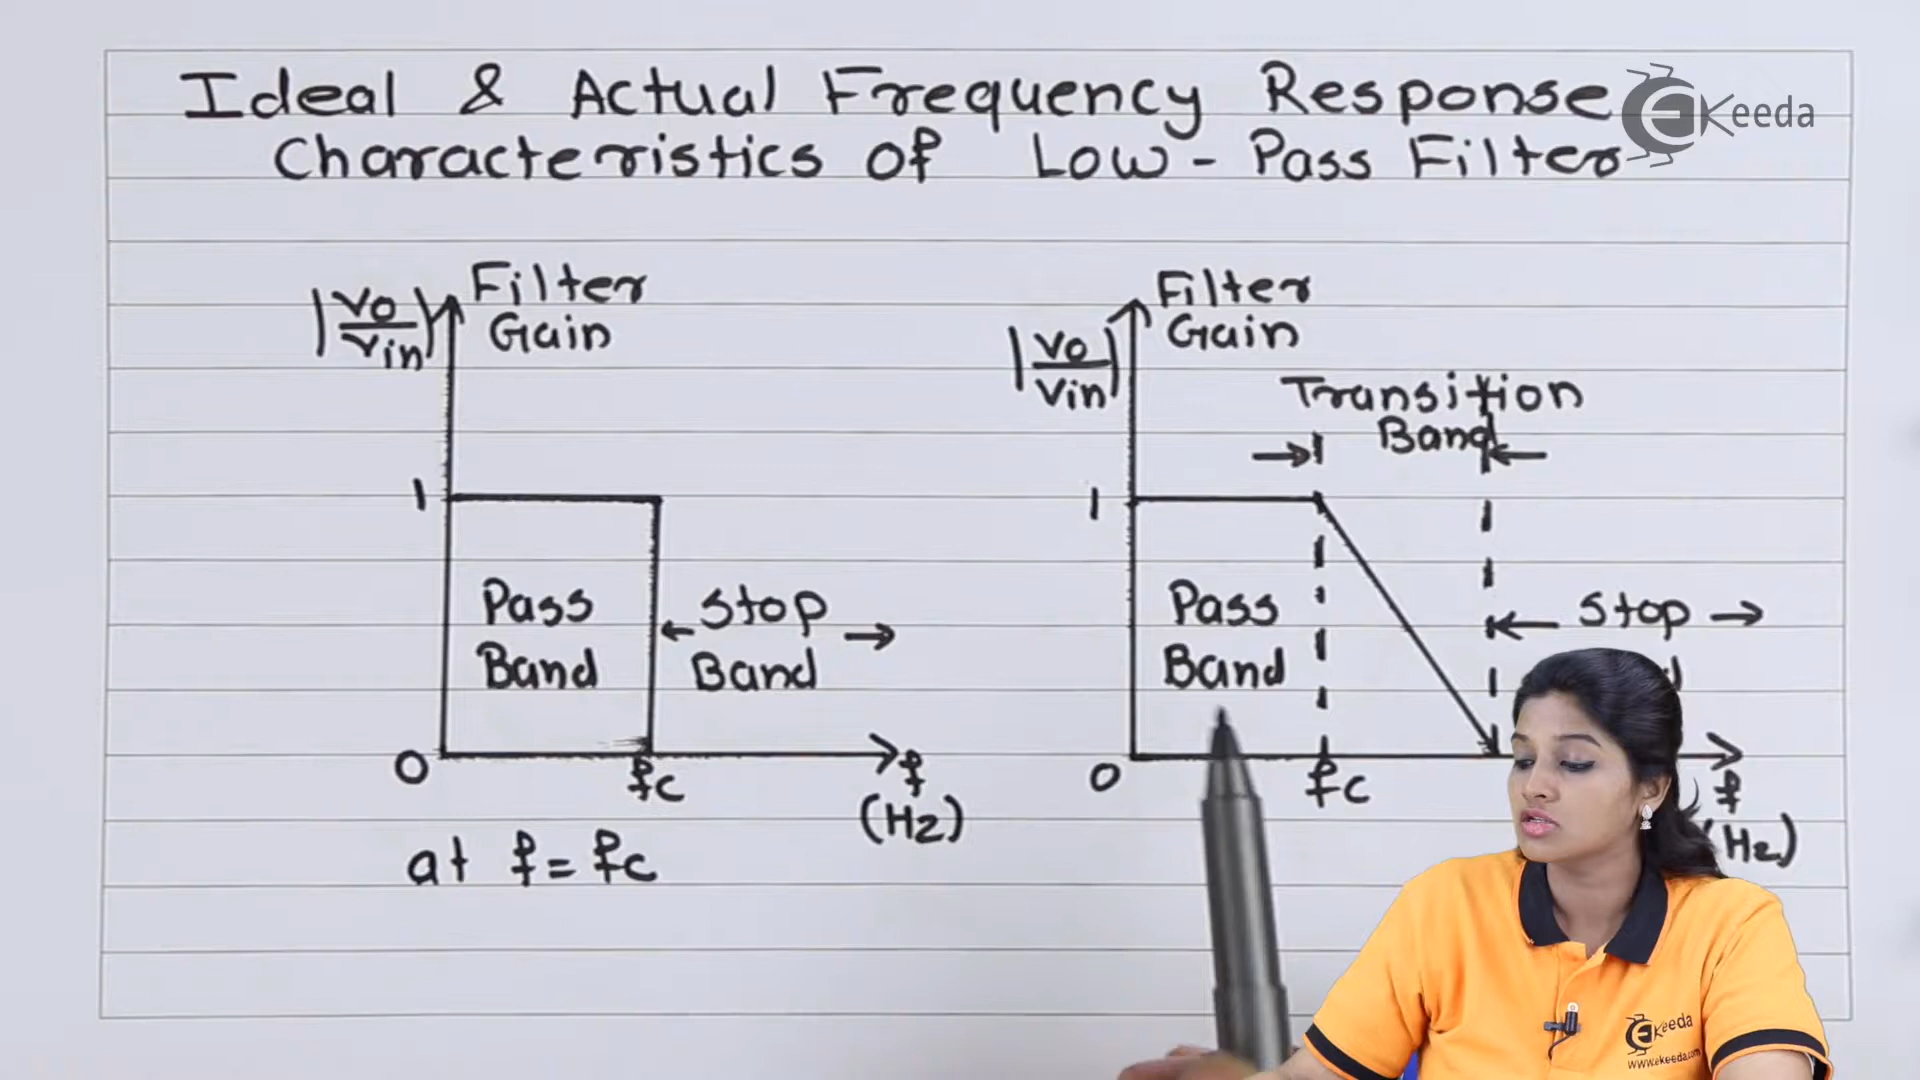 Ideal & Actual Frequency Response
Characteristics of Low - Pass Filter
EKeeda
|Vo/Vin|
Filter
Gain
1
Pass
Band
Stop
Band
0
fc
f
(Hz)
at f = fc
|Vo/Vin|
Filter
Gain
Transition
Band
1
Pass
Band
Stop
0
fc
f
(Hz)
EKeeda
www.ekeeda.com